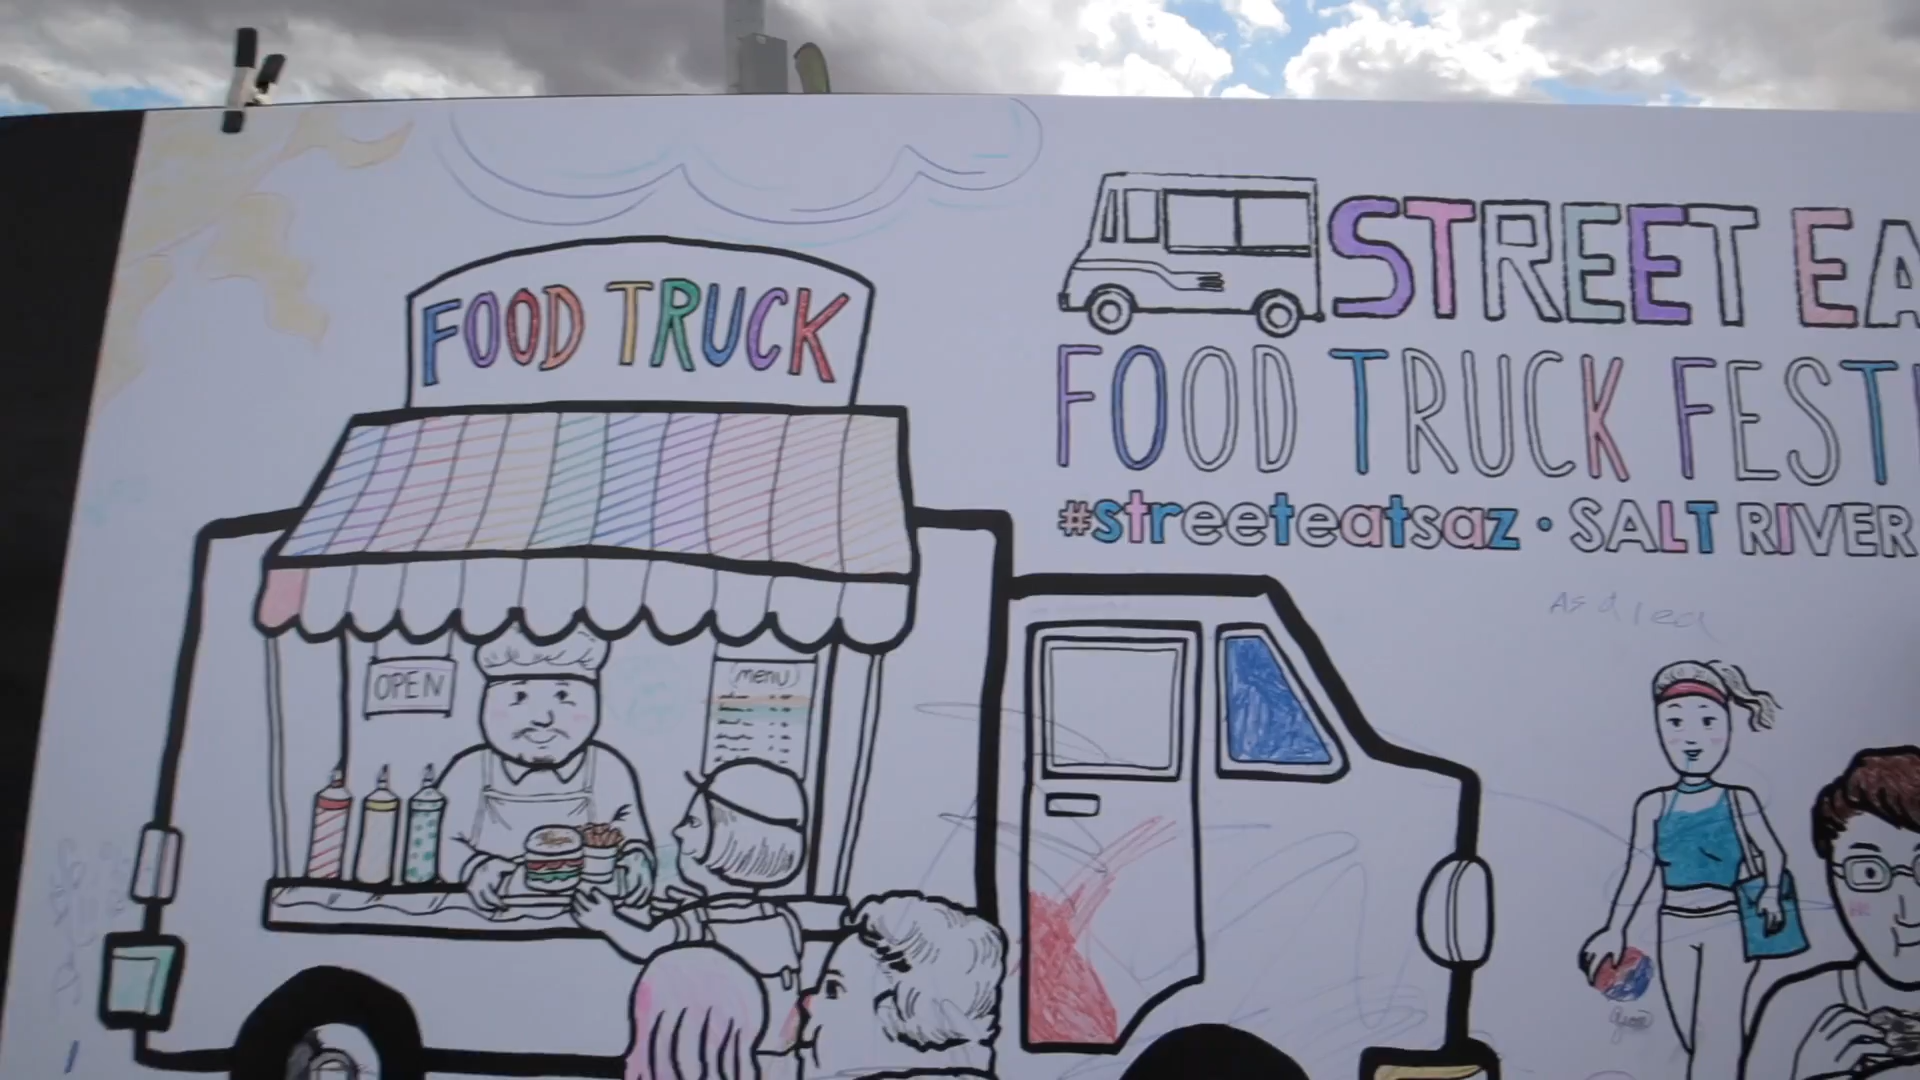 STREET EA
FOOD TRUCK FEST
#streeteatsaz • SALT RIVER
FOOD TRUCK
OPEN
menu